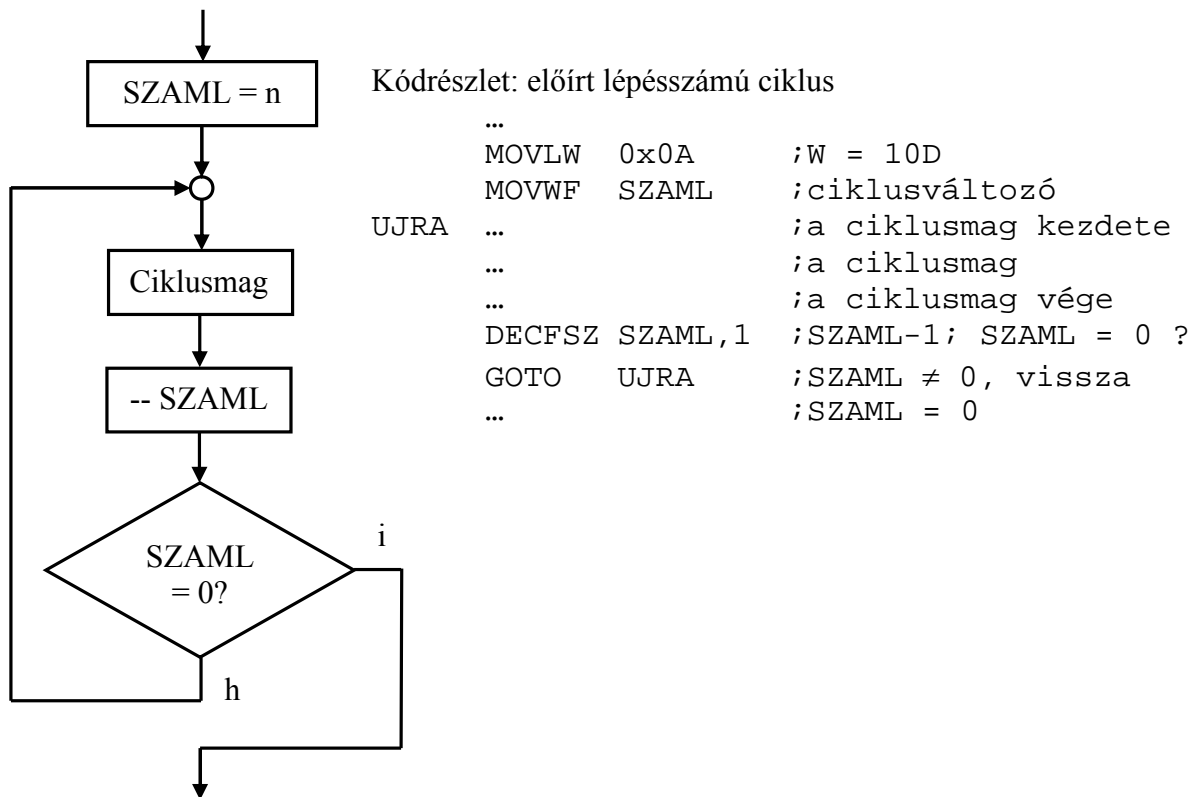 SZAML = n
Ciklusmag
-- SZAML
SZAML
= 0?
i
h
Kódrészlet: előírt lépésszámú ciklus
…
MOVLW 0x0A ;W = 10D
MOVWF SZAML ;ciklusváltozó
UJRA … ;a ciklusmag kezdete
… ;a ciklusmag
… ;a ciklusmag vége
DECFSZ SZAML,1 ;SZAML-1; SZAML = 0 ?
GOTO UJRA ;SZAML ≠ 0, vissza
… ;SZAML = 0